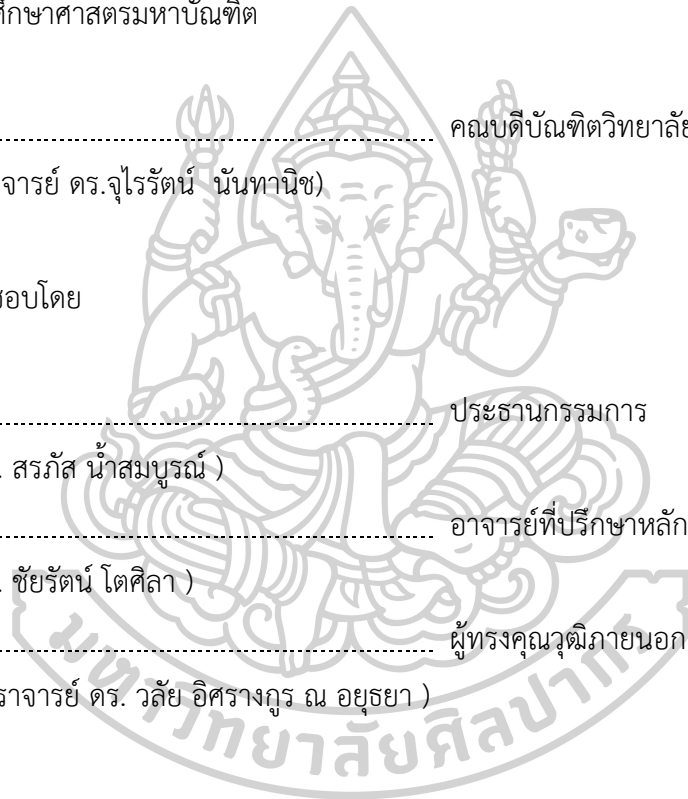 ศึกษาศาสตรมหาบัณฑิต
คณบดีบัณฑิตวิทยาลัย
จารย์ ดร.จุไรรัตน์ นันทานิช)
สอบโดย
ประธานกรรมการ
. สรภัส น้ำสมบูรณ์ )
อาจารย์ที่ปรึกษาหลัก
. ชัยรัตน์ โตศิลา )
ผู้ทรงคุณวุฒิภายนอก
ราจารย์ ดร. วลัย อิศรางกูร ณ อยุธยา )
มหาวิทยาลัยศิลปากร